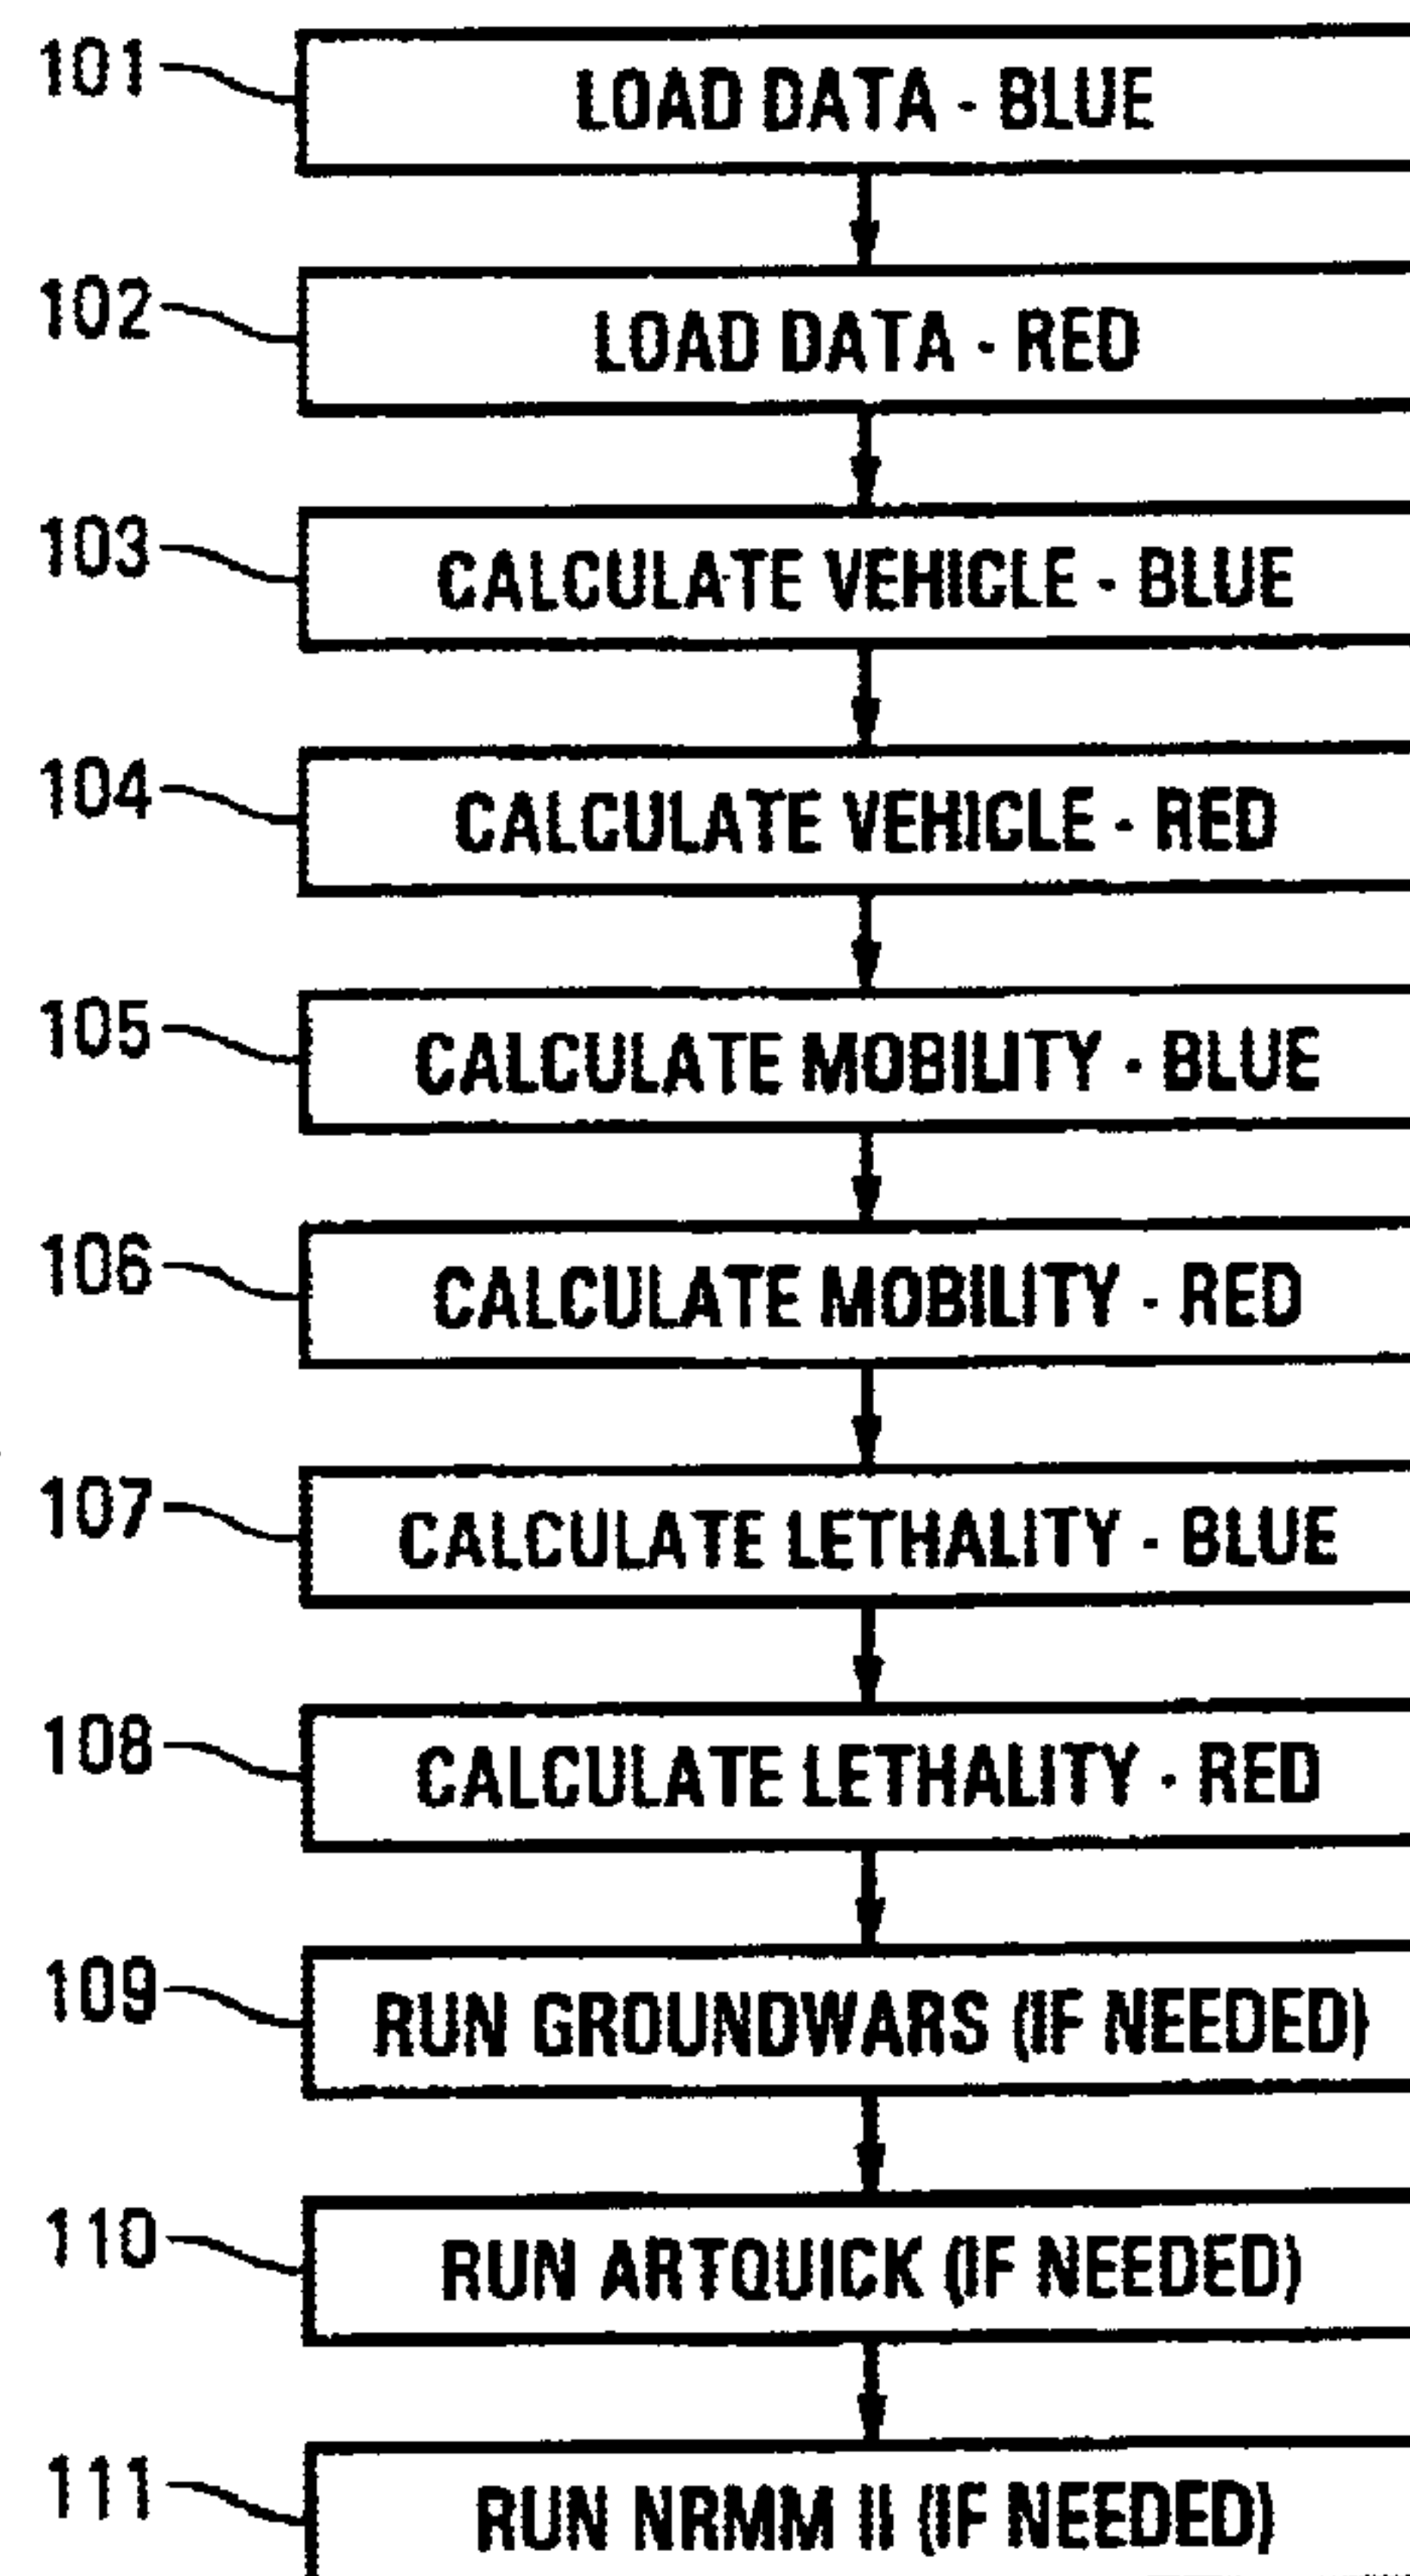 101 LOAD DATA - BLUE
102 LOAD DATA - RED
103 CALCULATE VEHICLE - BLUE
104 CALCULATE VEHICLE - RED
105 CALCULATE MOBILITY - BLUE
106 CALCULATE MOBILITY - RED
107 CALCULATE LETHALITY - BLUE
108 CALCULATE LETHALITY - RED
109 RUN GROUNDWARS (IF NEEDED)
110 RUN ARTQUICK (IF NEEDED)
111 RUN NRMM II (IF NEEDED)